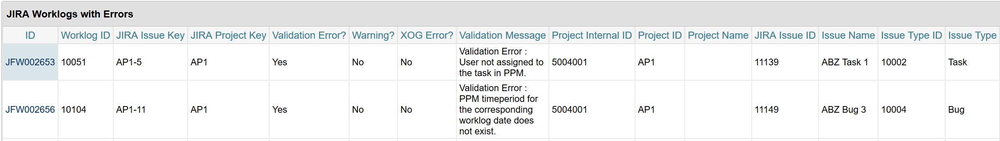 JIRA Worklogs with Errors
ID Worklog ID JIRA Issue Key JIRA Project Key Validation Error? Warning? XOG Error? Validation Message Project Internal ID Project ID Project Name JIRA Issue ID Issue Name Issue Type ID Issue Type
JFW002653 10051 AP1-5 AP1 Yes No No Validation Error :
User not assigned to
the task in PPM. 5004001 AP1 11139 ABZ Task 1 10002 Task
JFW002656 10104 AP1-11 AP1 Yes No No Validation Error :
PPM timeperiod for
the corresponding
worklog date does
not exist. 5004001 AP1 11149 ABZ Bug 3 10004 Bug